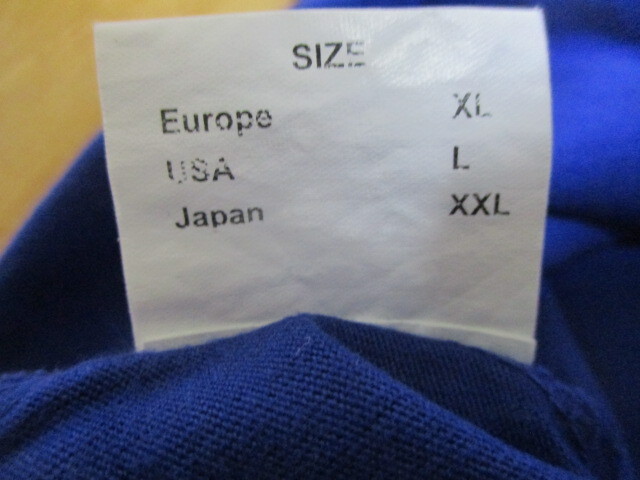 SIZE
Europe XL
USA L
Japan XXL